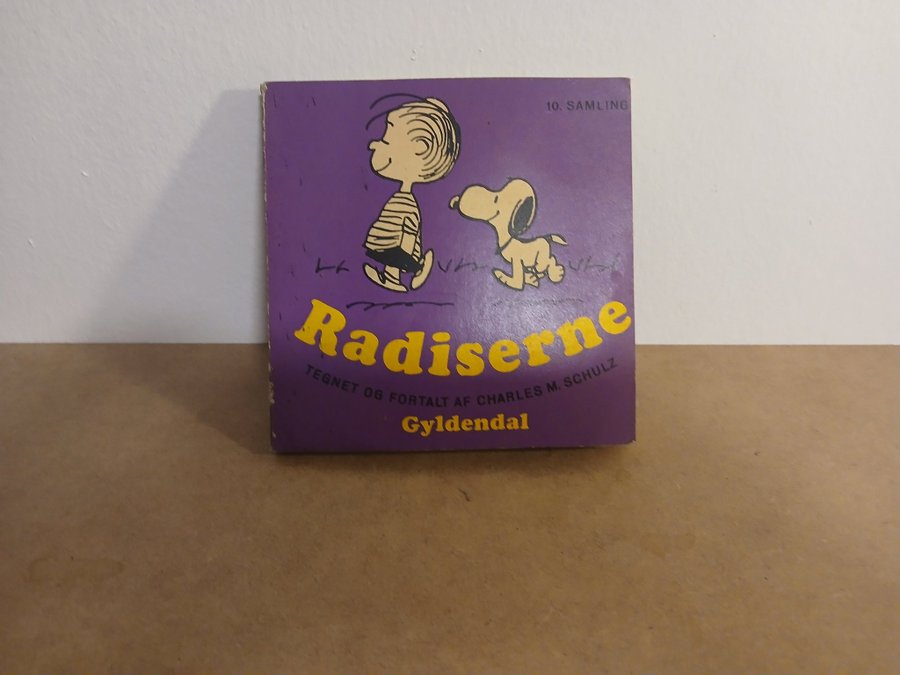 10. SAMLING
Radiserne
TEGNET OG FORTALT AF CHARLES M. SCHULZ
Gyldendal